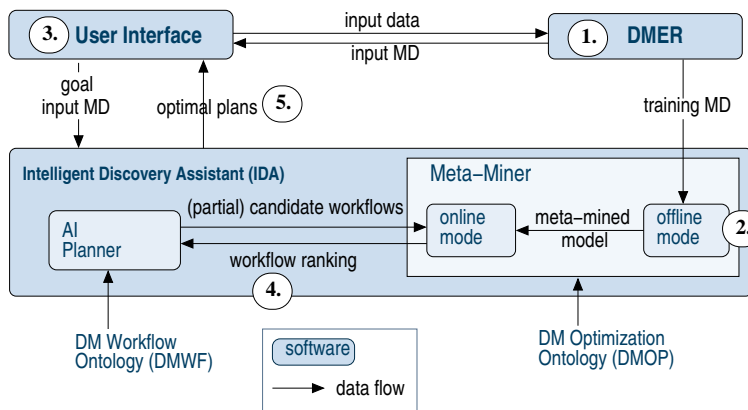 3. User Interface
input data
input MD
1. DMER
goal
input MD
optimal plans
5.
training MD
Intelligent Discovery Assistant (IDA)
Meta−Miner
AI
Planner
(partial) candidate workflows
workflow ranking
4.
online
mode
meta−mined
model
offline
mode
2.
DM Workflow
Ontology (DMWF)
software
data flow
DM Optimization
Ontology (DMOP)